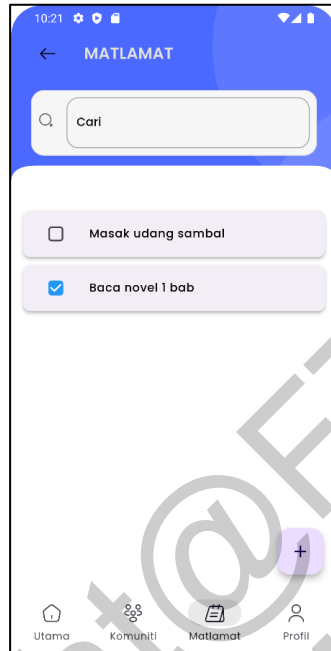 10:21
MATLAMAT
Cari
Masak udang sambal
Baca novel 1 bab
+
Utama Komuniti Matlamat Profil